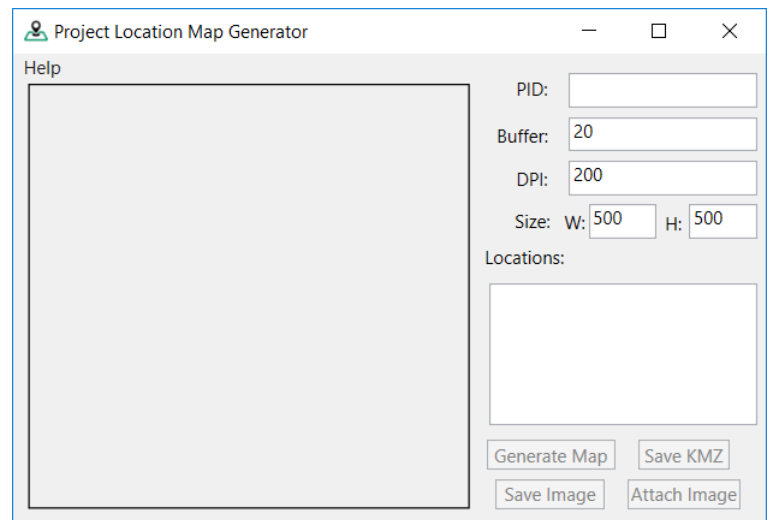 Project Location Map Generator
Help
PID:
Buffer: 20
DPI: 200
Size: W: 500 H: 500
Locations:
Generate Map Save KMZ
Save Image Attach Image